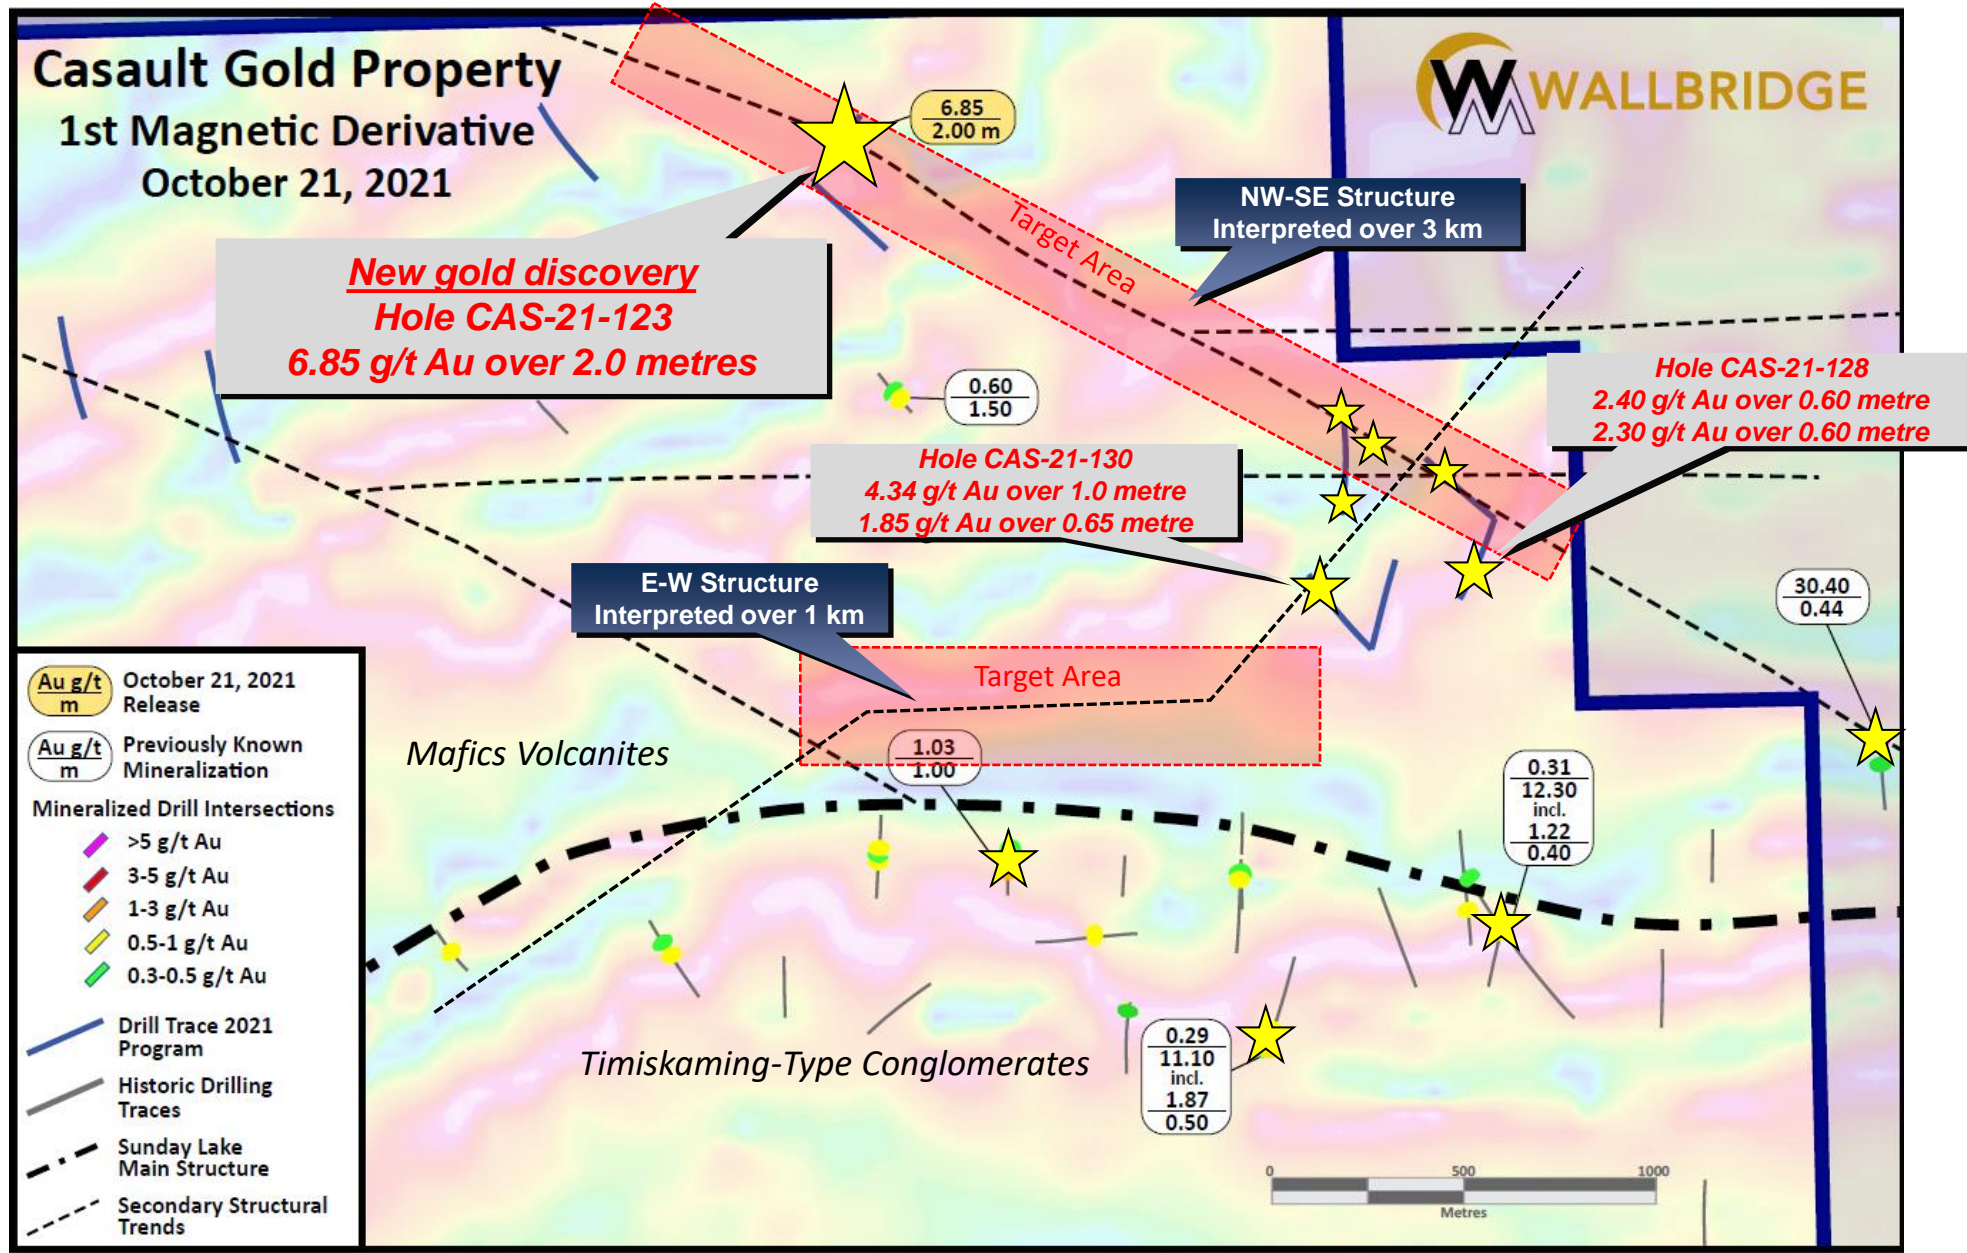 Casault Gold Property
1st Magnetic Derivative
October 21, 2021
WALLBRIDGE
6.85
2.00 m
NW-SE Structure
Interpreted over 3 km
Target Area
New gold discovery
Hole CAS-21-123
6.85 g/t Au over 2.0 metres
0.60
1.50
Hole CAS-21-128
2.40 g/t Au over 0.60 metre
2.30 g/t Au over 0.60 metre
Hole CAS-21-130
4.34 g/t Au over 1.0 metre
1.85 g/t Au over 0.65 metre
E-W Structure
Interpreted over 1 km
30.40
0.44
Target Area
Mafics Volcanites
1.03
1.00
0.31
12.30
incl.
1.22
0.40
Timiskaming-Type Conglomerates
0.29
11.10
incl.
1.87
0.50
Au g/t
m
October 21, 2021
Release
Au g/t
m
Previously Known
Mineralization
Mineralized Drill Intersections
>5 g/t Au
3-5 g/t Au
1-3 g/t Au
0.5-1 g/t Au
0.3-0.5 g/t Au
Drill Trace 2021
Program
Historic Drilling
Traces
Sunday Lake
Main Structure
Secondary Structural
Trends
0 500 1000
Metres